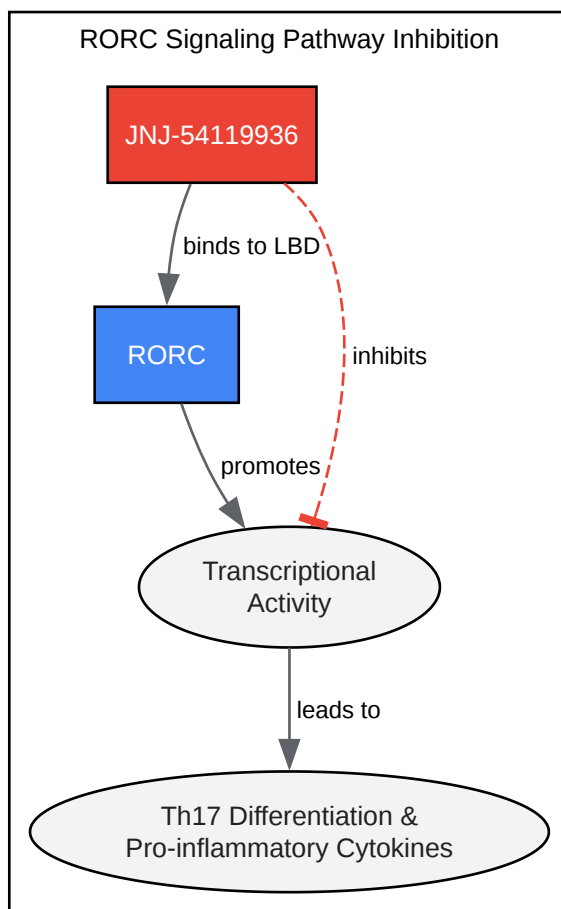 RORC Signaling Pathway Inhibition
JNJ-54119936
binds to LBD
RORC
inhibits
promotes
Transcriptional
Activity
leads to
Th17 Differentiation &
Pro-inflammatory Cytokines